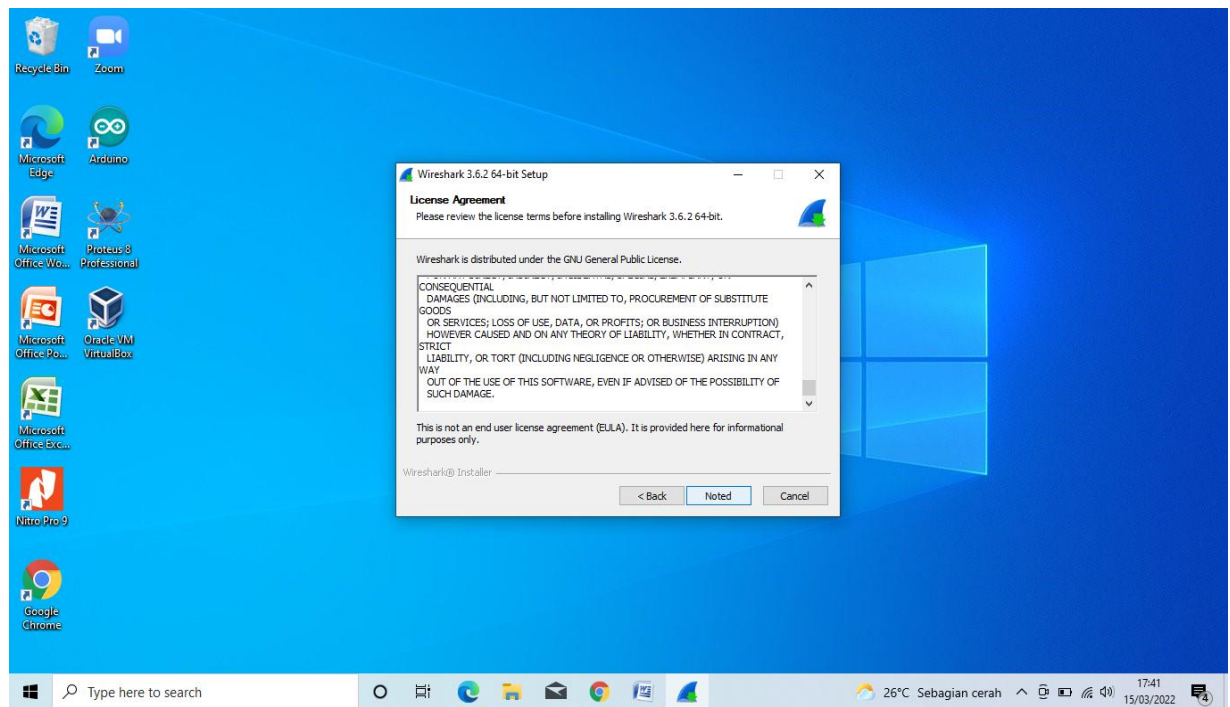 Recycle Bin
Zoom
Microsoft
Edge
Arduino
Microsoft
Office Wo...
Proteus 8
Professional
Microsoft
Office Po...
Oracle VM
VirtualBox
Microsoft
Office Exc...
Nitro Pro 9
Google
Chrome
Wireshark 3.6.2 64-bit Setup
License Agreement
Please review the license terms before installing Wireshark 3.6.2 64-bit.
Wireshark is distributed under the GNU General Public License.
CONSEQUENTIAL
DAMAGES (INCLUDING, BUT NOT LIMITED TO, PROCUREMENT OF SUBSTITUTE
GOODS
OR SERVICES; LOSS OF USE, DATA, OR PROFITS; OR BUSINESS INTERRUPTION)
HOWEVER CAUSED AND ON ANY THEORY OF LIABILITY, WHETHER IN CONTRACT,
STRICT
LIABILITY, OR TORT (INCLUDING NEGLIGENCE OR OTHERWISE) ARISING IN ANY
WAY
OUT OF THE USE OF THIS SOFTWARE, EVEN IF ADVISED OF THE POSSIBILITY OF
SUCH DAMAGE.
This is not an end user license agreement (EULA). It is provided here for informational
purposes only.
Wireshark® Installer
< Back
Noted
Cancel
Type here to search
26°C Sebagian cerah
17:41
15/03/2022
4